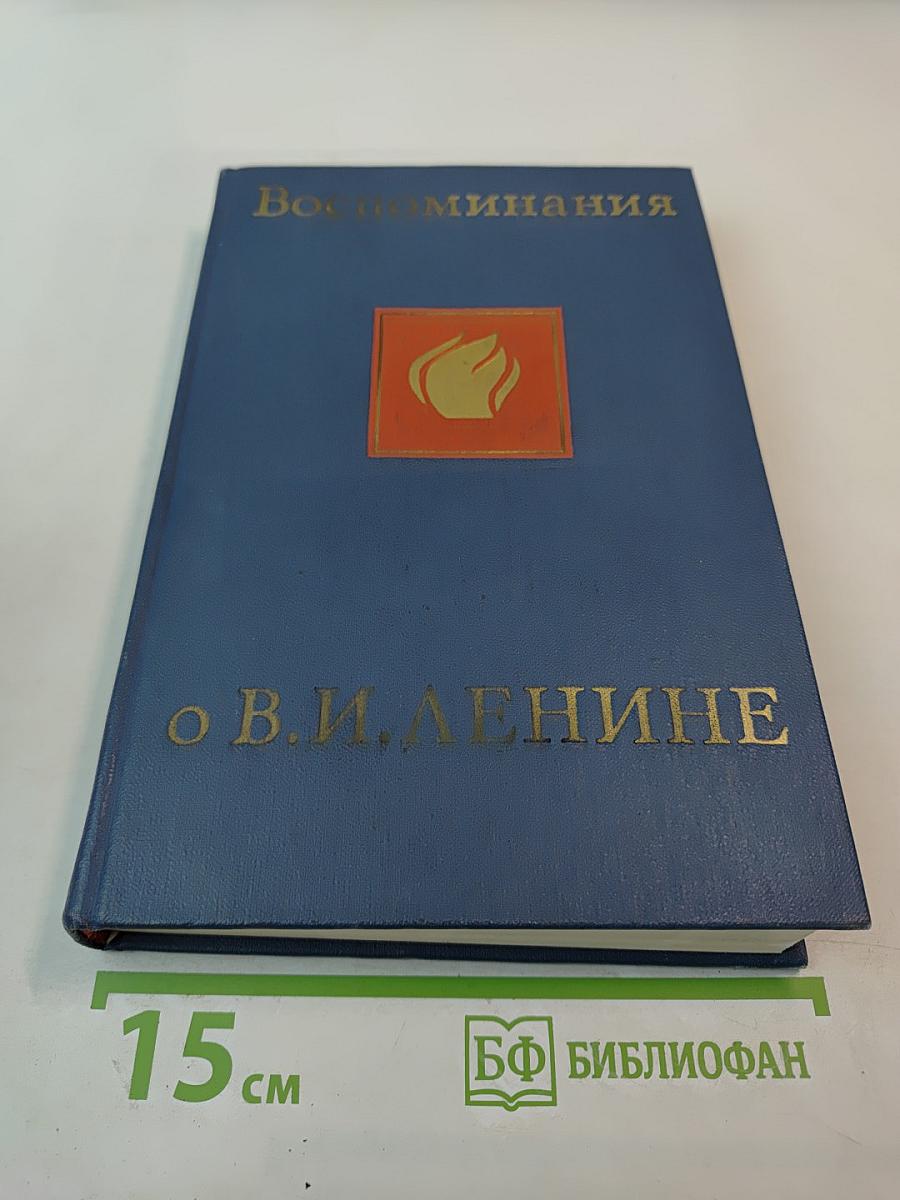 Воспоминания
о В.И.ЛЕНИНЕ
15 см
БФ БИБЛИОФАН